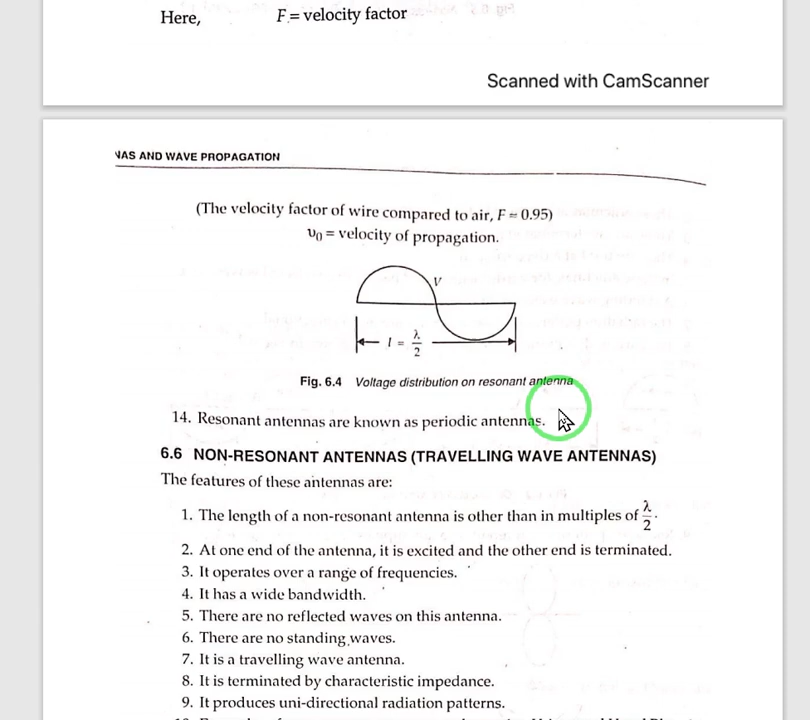 Here, F = velocity factor
Scanned with CamScanner
NAS AND WAVE PROPAGATION
(The velocity factor of wire compared to air, F ≈ 0.95)
υ₀ = velocity of propagation.
V
l = λ/2
Fig. 6.4 Voltage distribution on resonant antenna
14. Resonant antennas are known as periodic antennas.
6.6 NON-RESONANT ANTENNAS (TRAVELLING WAVE ANTENNAS)
The features of these antennas are:
1. The length of a non-resonant antenna is other than in multiples of λ/2.
2. At one end of the antenna, it is excited and the other end is terminated.
3. It operates over a range of frequencies.
4. It has a wide bandwidth.
5. There are no reflected waves on this antenna.
6. There are no standing waves.
7. It is a travelling wave antenna.
8. It is terminated by characteristic impedance.
9. It produces uni-directional radiation patterns.